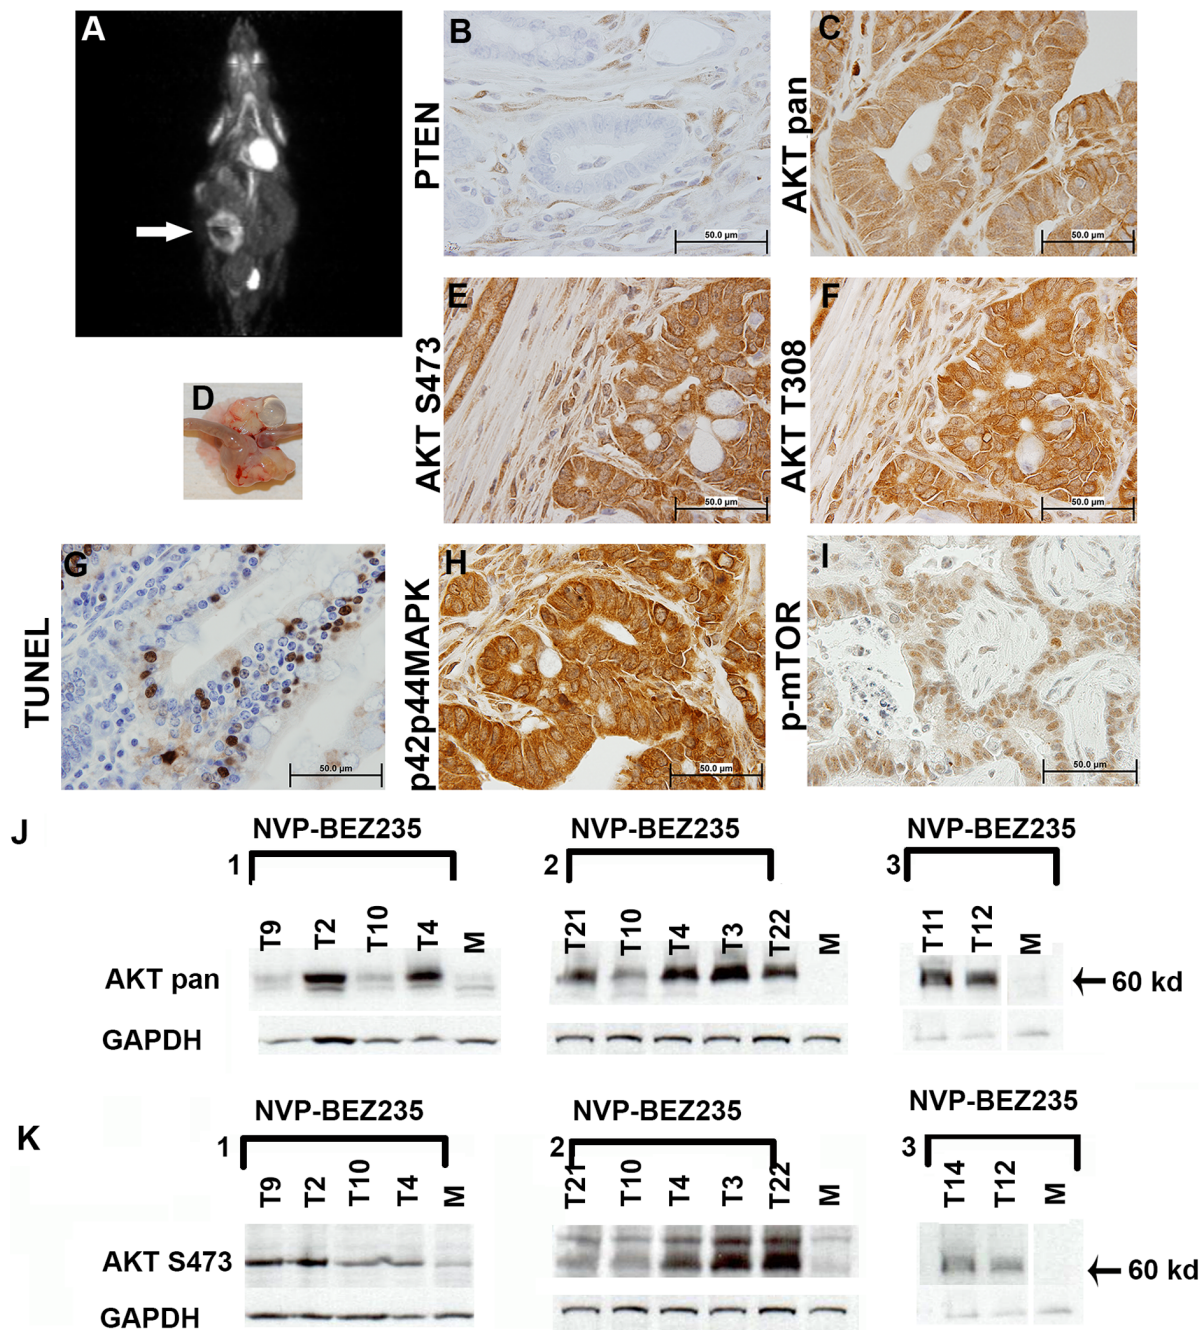 A
B
PTEN
50.0 µm
C
AKT pan
50.0 µm
D
E
AKT S473
50.0 µm
F
AKT T308
50.0 µm
G
TUNEL
50.0 µm
H
p42p44MAPK
50.0 µm
I
p-mTOR
50.0 µm
J
NVP-BEZ235
NVP-BEZ235
NVP-BEZ235
1
2
3
T9 T2 T10 T4 M
T21 T10 T4 T3 T22 M
T11 T12 M
AKT pan
60 kd
GAPDH
K
NVP-BEZ235
NVP-BEZ235
NVP-BEZ235
1
2
3
T9 T2 T10 T4 M
T21 T10 T4 T3 T22 M
T14 T12 M
AKT S473
60 kd
GAPDH